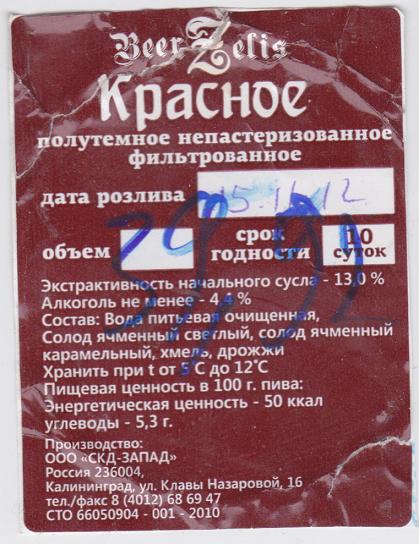 Beer Zelis
Красное
полутемное непастеризованное
фильтрованное
дата розлива 15.11.12
объем
срок годности 10 суток
Экстрактивность начального сусла - 13,0 %
Алкоголь не менее - 4,4 %
Состав: Вода питьевая очищенная,
Солод ячменный светлый, солод ячменный
карамельный, хмель, дрожжи
Хранить при t от 5°С до 12°С
Пищевая ценность в 100 г. пива:
Энергетическая ценность - 50 ккал
углеводы - 5,3 г.
Производство:
ООО «СКД-ЗАПАД»
Россия 236004,
Калининград, ул. Клавы Назаровой, 16
тел./факс 8 (4012) 68 69 47
СТО 66050904 - 001 - 2010